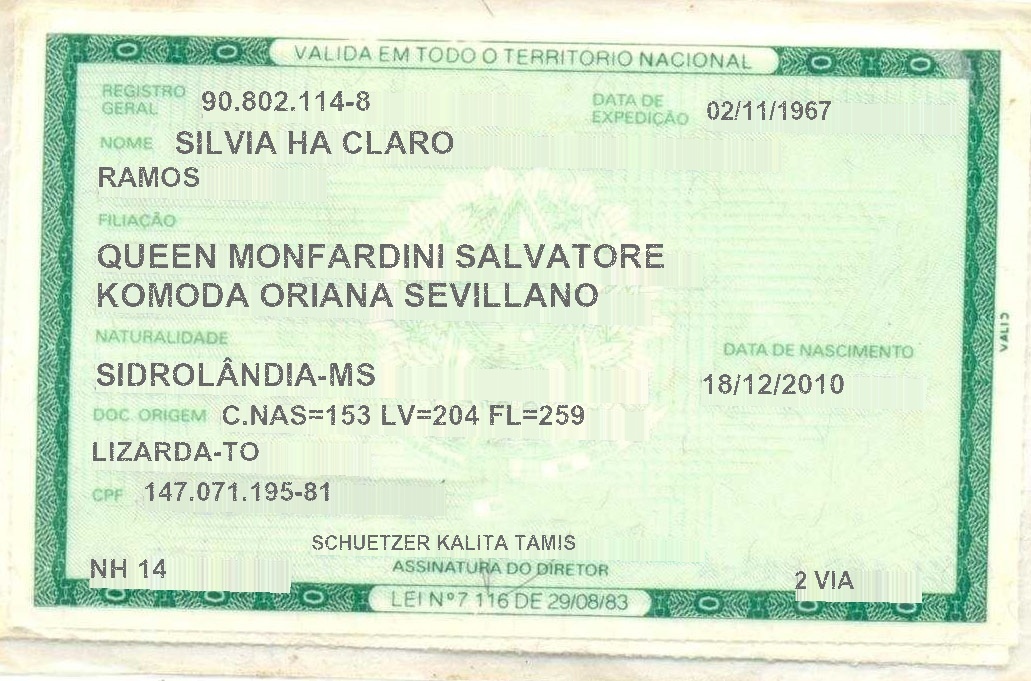 VALIDA EM TODO O TERRITORIO NACIONAL
REGISTRO GERAL 90.802.114-8 DATA DE EXPEDIÇÃO 02/11/1967
NOME SILVIA HA CLARO
RAMOS
FILIAÇÃO
QUEEN MONFARDINI SALVATORE
KOMODA ORIANA SEVILLANO
NATURALIDADE DATA DE NASCIMENTO
SIDROLÂNDIA-MS 18/12/2010
DOC. ORIGEM C.NAS=153 LV=204 FL=259
LIZARDA-TO
CPF 147.071.195-81
SCHUETZER KALITA TAMIS
NH 14 ASSINATURA DO DIRETOR 2 VIA
LEI Nº 7.116 DE 29/08/83
VALID